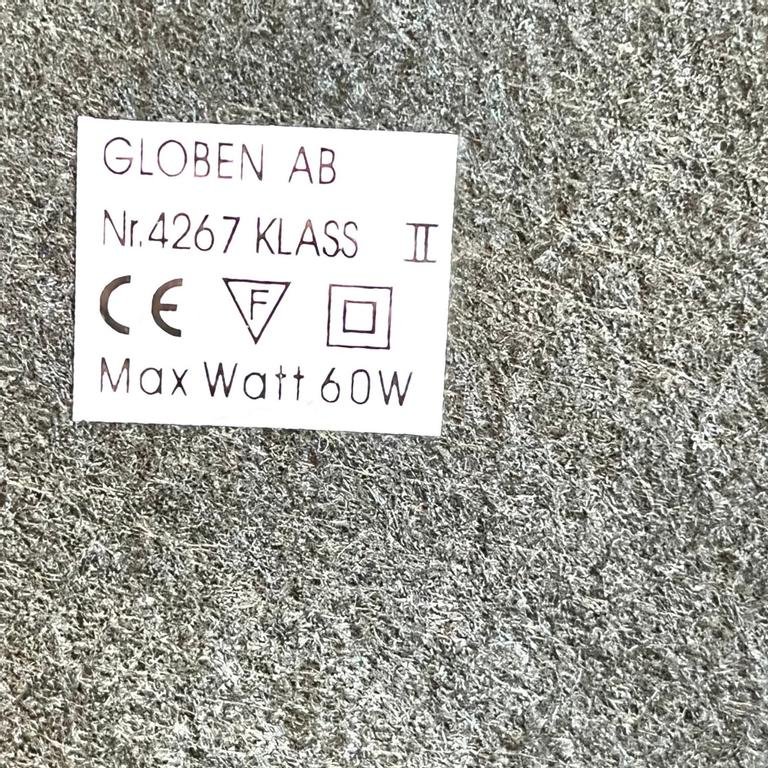 GLOBEN AB
Nr.4267 KLASS II
CE F
Max Watt 60W